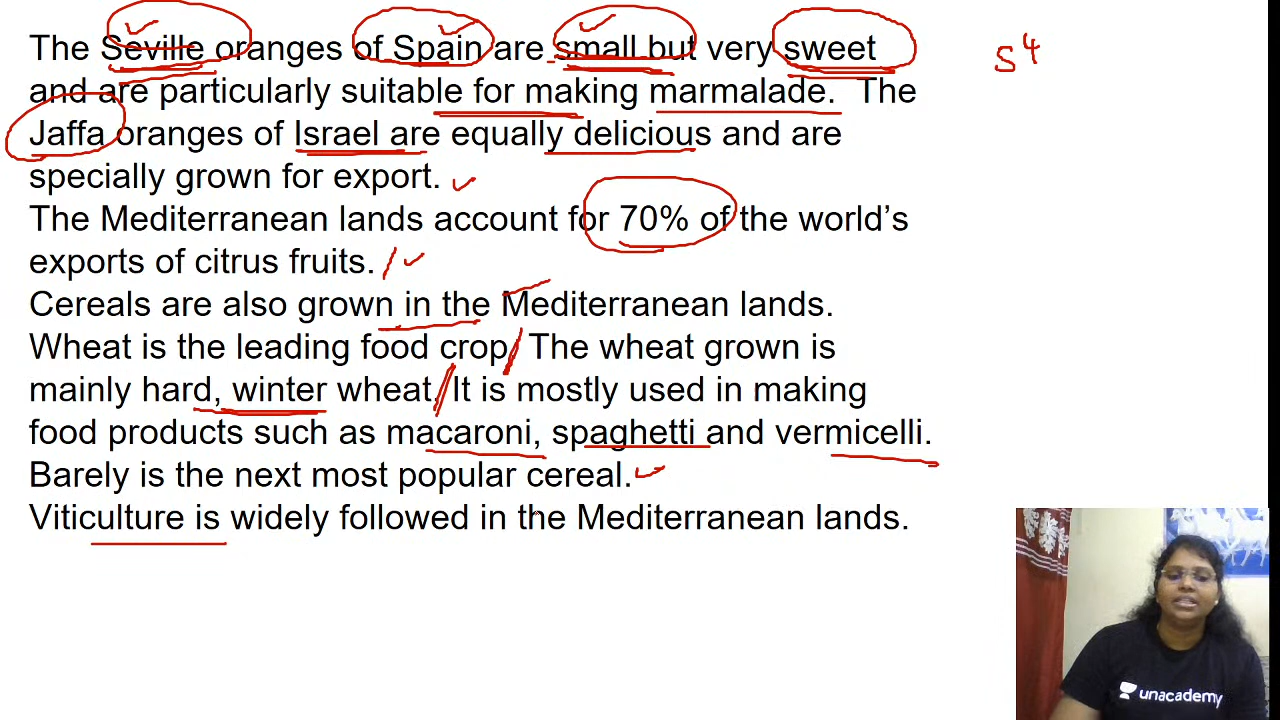 The Seville oranges of Spain are small but very sweet
S4
and are particularly suitable for making marmalade. The
Jaffa oranges of Israel are equally delicious and are
specially grown for export.
The Mediterranean lands account for 70% of the world's
exports of citrus fruits.
Cereals are also grown in the Mediterranean lands.
Wheat is the leading food crop. The wheat grown is
mainly hard, winter wheat. It is mostly used in making
food products such as macaroni, spaghetti and vermicelli.
Barely is the next most popular cereal.
Viticulture is widely followed in the Mediterranean lands.
unacademy